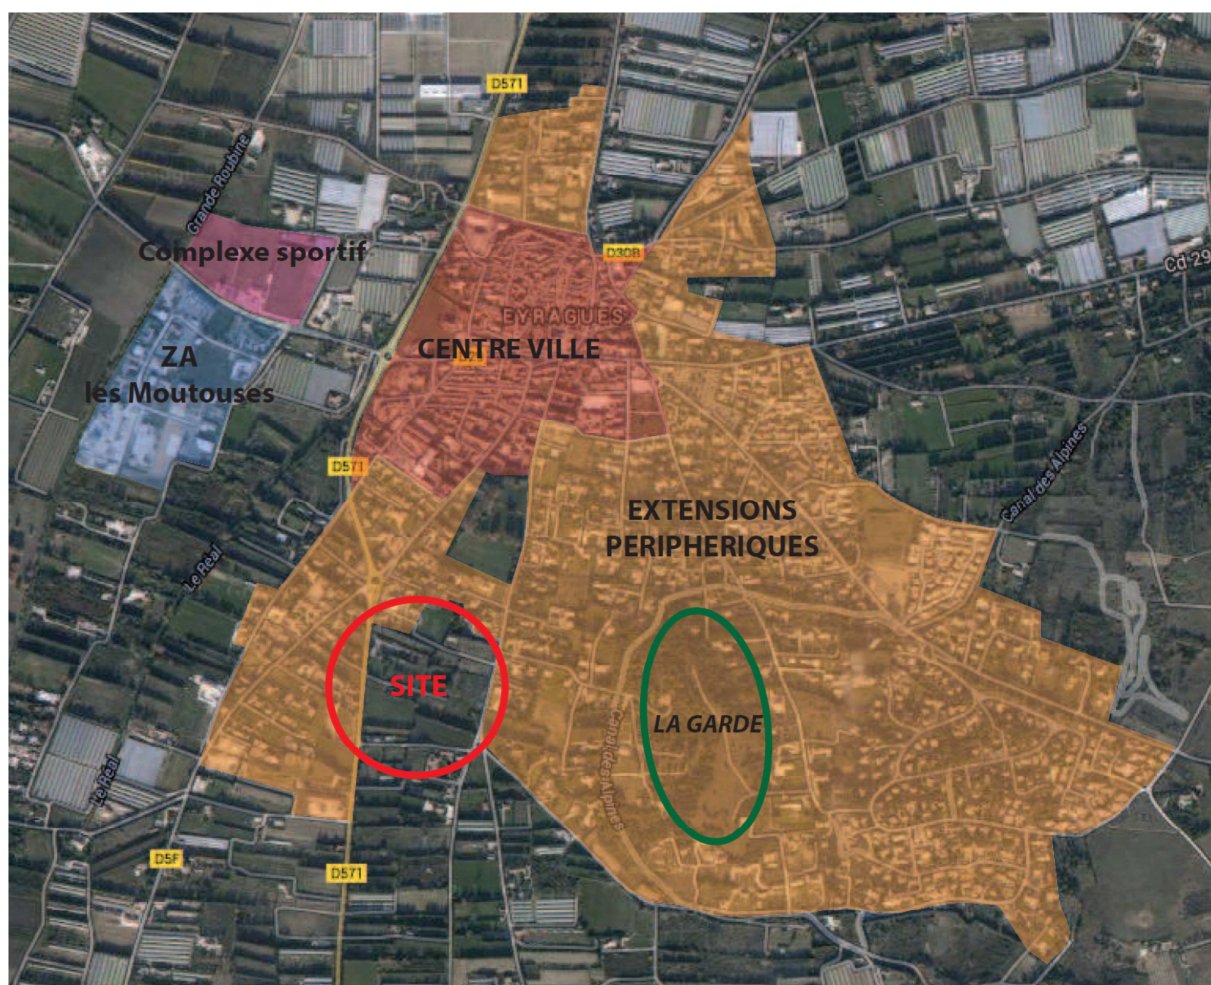 D571
Grande Roubine
Complexe sportif
D30B
Cd 29
EYRAGUES
CENTRE VILLE
ZA
les Moutouses
D571
Canal des Alpines
EXTENSIONS
PERIPHERIQUES
Le Réal
SITE
LA GARDE
Canal des Alpines
Le Réal
D5F
D571